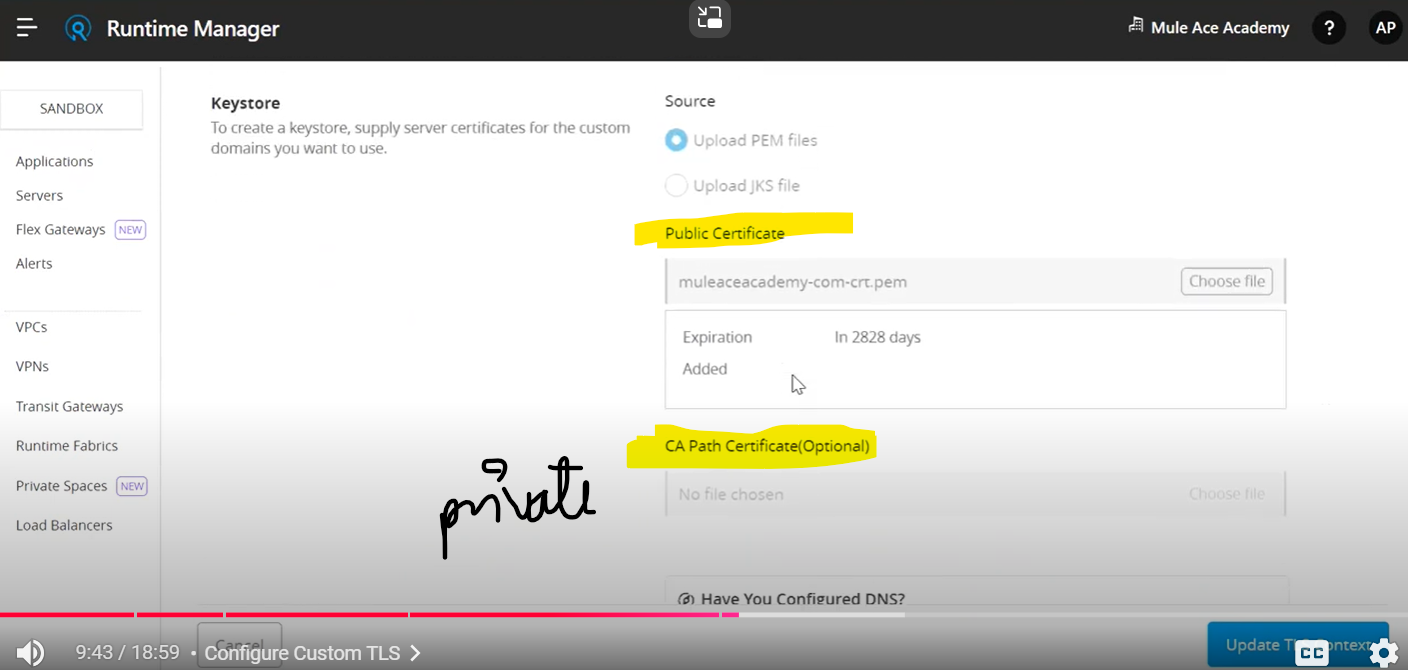 Runtime Manager
Mule Ace Academy
?
AP
SANDBOX
Applications
Servers
Flex Gateways NEW
Alerts
VPCs
VPNs
Transit Gateways
Runtime Fabrics
Private Spaces NEW
Load Balancers
Keystore
To create a keystore, supply server certificates for the custom
domains you want to use.
Source
Upload PEM files
Upload JKS file
Public Certificate
muleaceacademy-com-crt.pem
Choose file
Expiration In 2828 days
Added
CA Path Certificate(Optional)
private
No file chosen
Choose file
Have You Configured DNS?
Cancel
Update
9:43 / 18:59 • Configure Custom TLS
CC